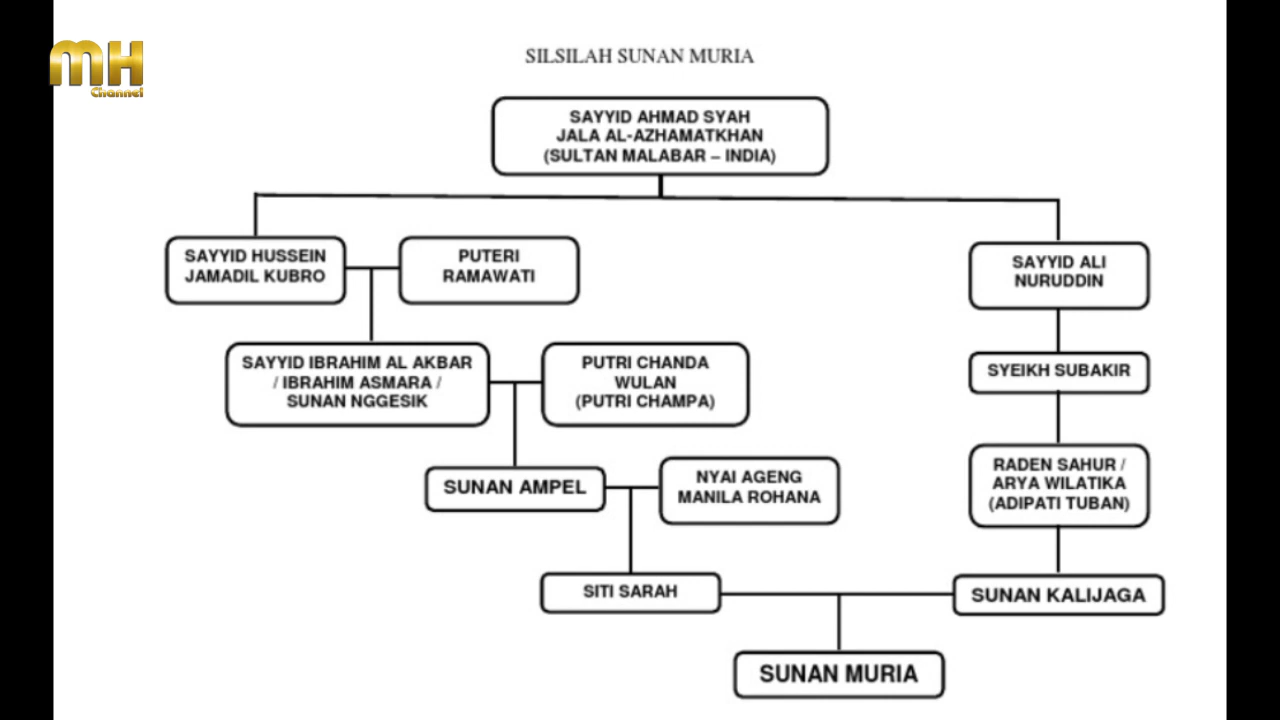 MH
Channel
SILSILAH SUNAN MURIA
SAYYID AHMAD SYAH
JALA AL-AZHAMATKHAN
(SULTAN MALABAR – INDIA)
SAYYID HUSSEIN
JAMADIL KUBRO
PUTERI
RAMAWATI
SAYYID ALI
NURUDDIN
SAYYID IBRAHIM AL AKBAR
/ IBRAHIM ASMARA /
SUNAN NGGESIK
PUTRI CHANDA
WULAN
(PUTRI CHAMPA)
SYEIKH SUBAKIR
SUNAN AMPEL
NYAI AGENG
MANILA ROHANA
RADEN SAHUR /
ARYA WILATIKA
(ADIPATI TUBAN)
SITI SARAH
SUNAN KALIJAGA
SUNAN MURIA